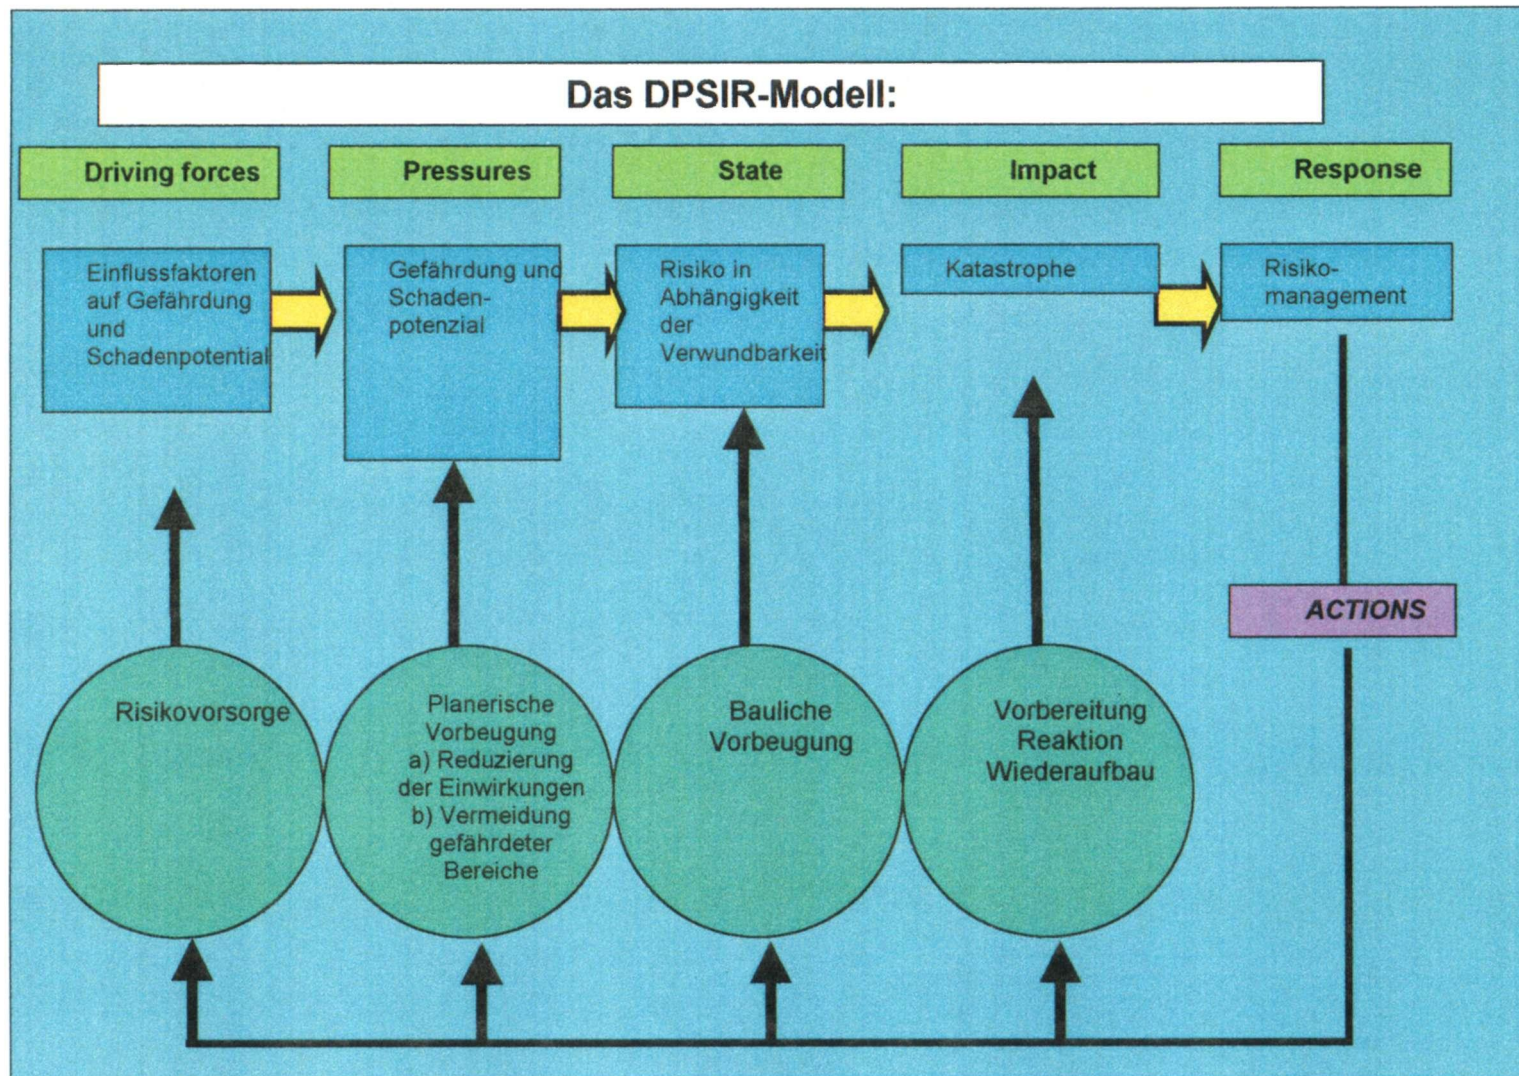 Das DPSIR-Modell:
Driving forces
Pressures
State
Impact
Response
Einflussfaktoren
auf Gefährdung
und
Schadenpotential
Gefährdung und
Schaden-
potenzial
Risiko in
Abhängigkeit
der
Verwundbarkeit
Katastrophe
Risiko-
management
ACTIONS
Risikovorsorge
Planerische
Vorbeugung
a) Reduzierung
der Einwirkungen
b) Vermeidung
gefährdeter
Bereiche
Bauliche
Vorbeugung
Vorbereitung
Reaktion
Wiederaufbau